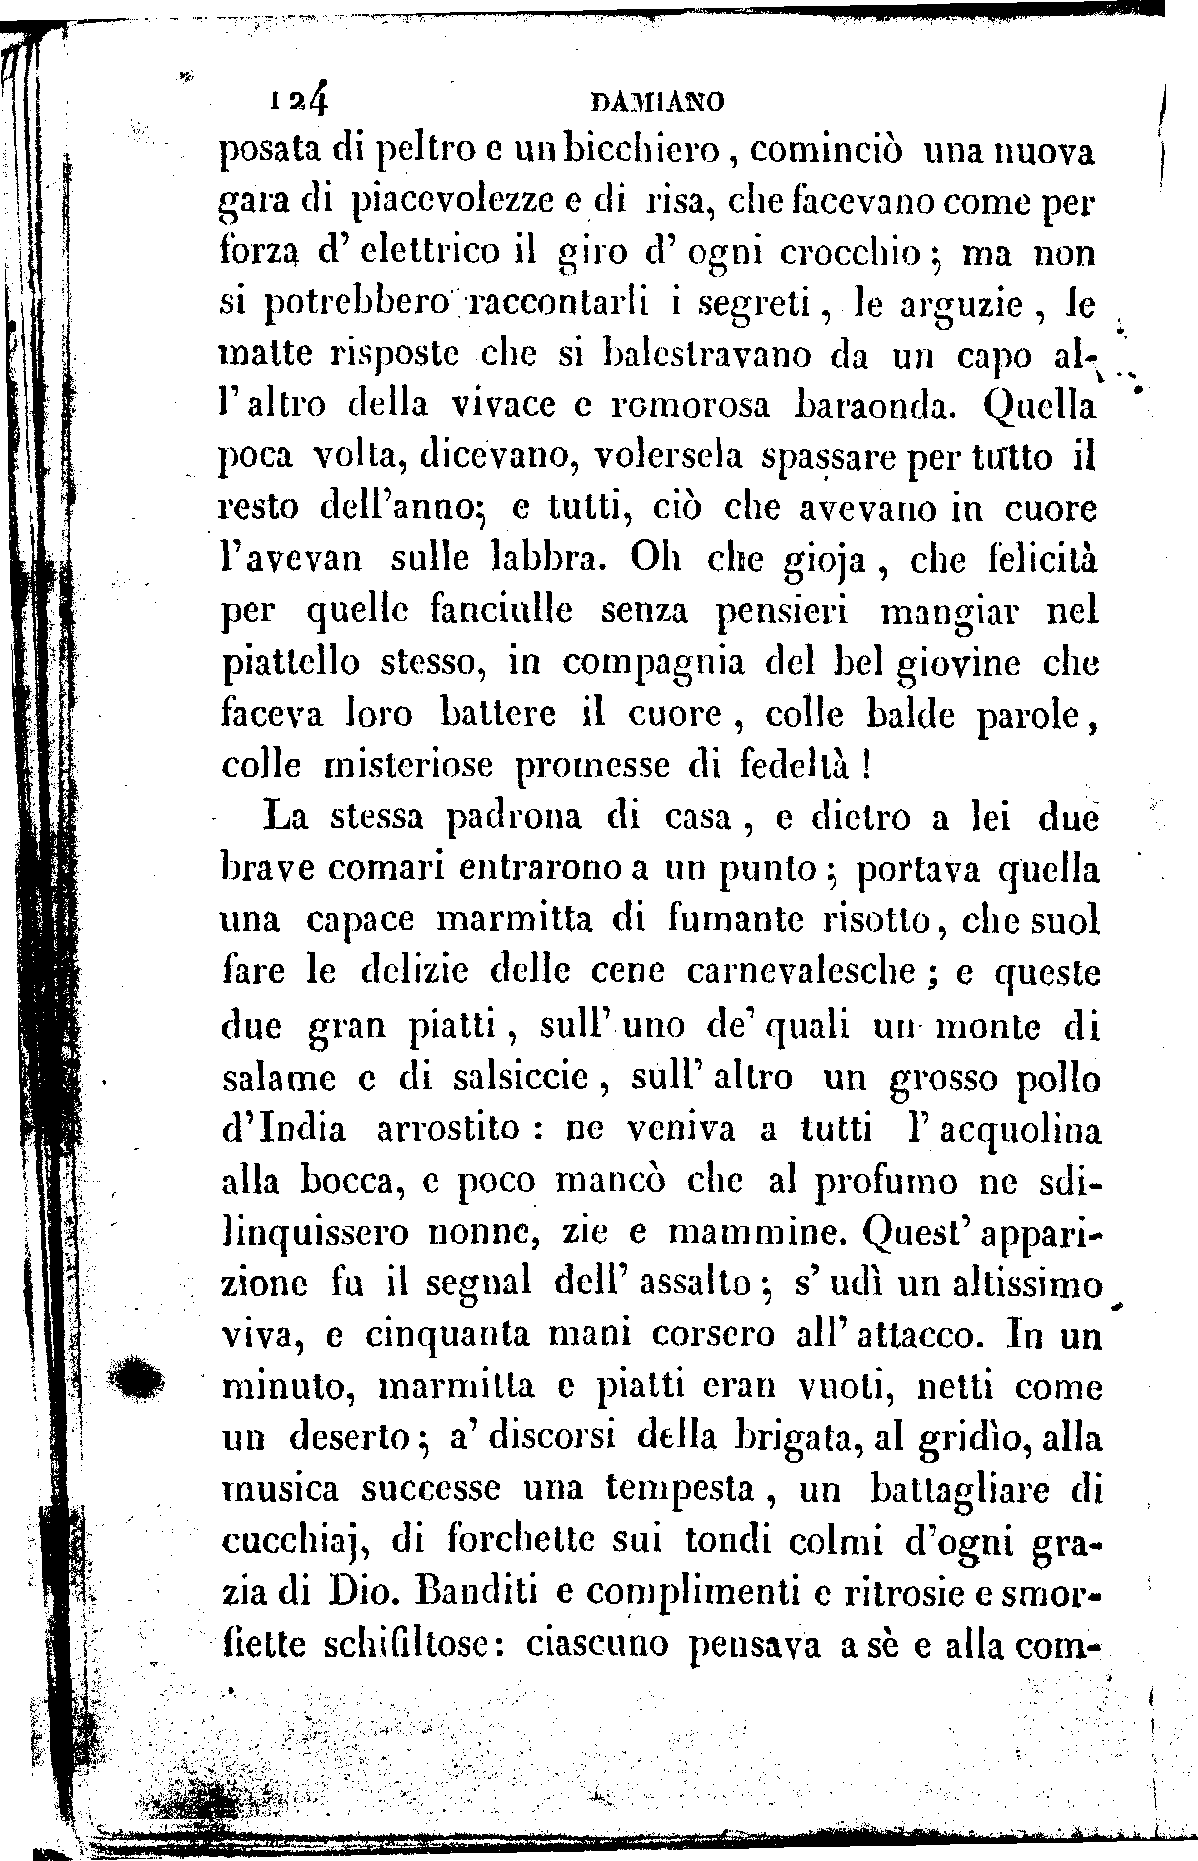 124 DAMIANO
posata di peltro e un bicchiero, cominciò una nuova
gara di piacevolezze e di risa, che facevano come per
forza d' elettrico il giro d' ogni crocchio; ma non
si potrebbero raccontarli i segreti, le arguzie, le
matte risposte che si balestravano da un capo al-
l'altro della vivace e romorosa baraonda. Quella
poca volta, dicevano, volersela spassare per tutto il
resto dell'anno; e tutti, ciò che avevano in cuore
l'avevan sulle labbra. Oh che gioja, che felicità
per quelle fanciulle senza pensieri mangiar nel
piattello stesso, in compagnia del bel giovine che
faceva loro battere il cuore, colle balde parole,
colle misteriose promesse di fedeltà!
La stessa padrona di casa, e dietro a lei due
brave comari entrarono a un punto; portava quella
una capace marmitta di fumante risotto, che suol
fare le delizie delle cene carnevalesche; e queste
due gran piatti, sull' uno de' quali un monte di
salame e di salsiccie, sull' altro un grosso pollo
d'India arrostito: ne veniva a tutti l' acquolina
alla bocca, e poco mancò che al profumo ne sdi-
linquissero nonne, zie e mammine. Quest' appari-
zione fu il segnal dell' assalto; s' udì un altissimo
viva, e cinquanta mani corsero all' attacco. In un
minuto, marmitta e piatti eran vuoti, netti come
un deserto; a' discorsi della brigata, al gridìo, alla
musica successe una tempesta, un battagliare di
cucchiaj, di forchette sui tondi colmi d'ogni gra-
zia di Dio. Banditi e complimenti e ritrosie e smor-
fiette schifiltose: ciascuno pensava a sè e alla com-